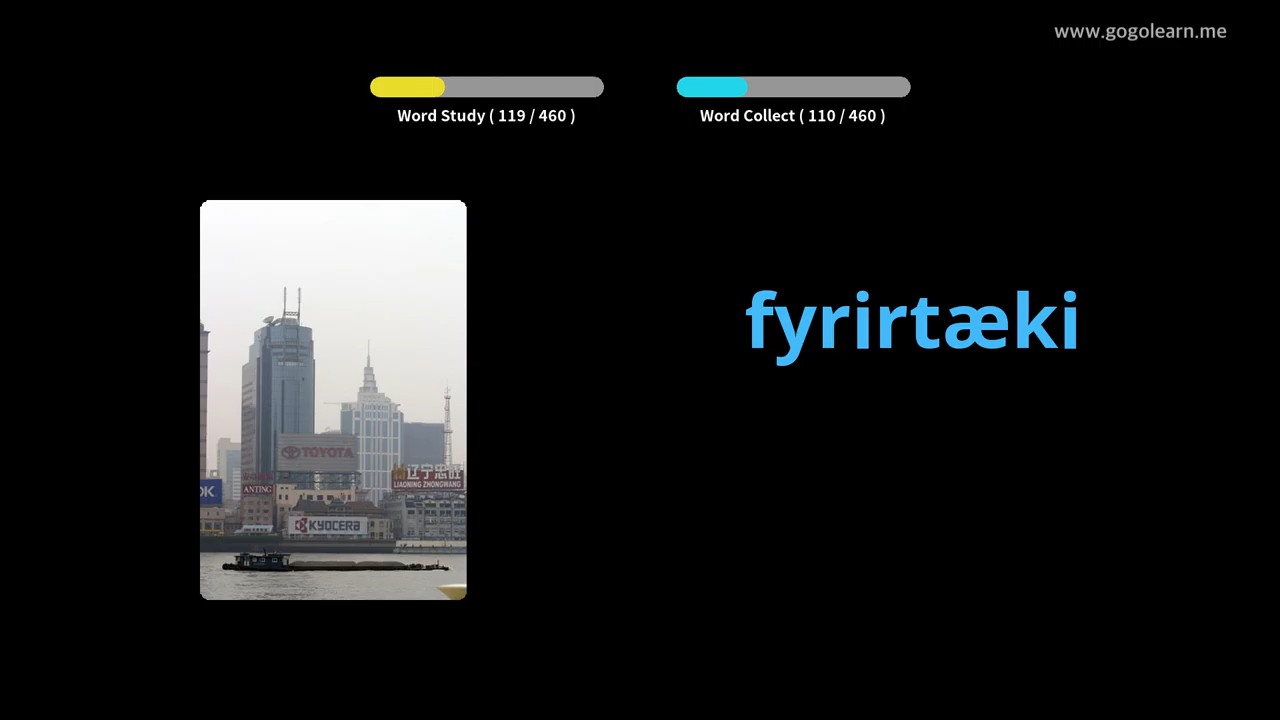 www.gogolearn.me
Word Study ( 119 / 460 )
Word Collect ( 110 / 460 )
fyrirtæki
TOYOTA
辽宁忠旺
LIAONING ZHONGWANG
OK
ANTING
KYOCERA